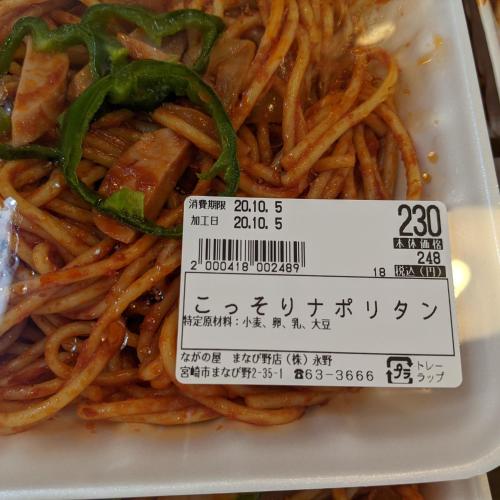 消費期限 20.10.5
加工日 20.10.5
230
本体価格
248
18 税込(円)
2 000418 002489
こっそりナポリタン
特定原材料:小麦、卵、乳、大豆
ながの屋 まなび野店(株)永野
宮崎市まなび野2-35-1 ☎63-3666
プラ
トレー
ラップ